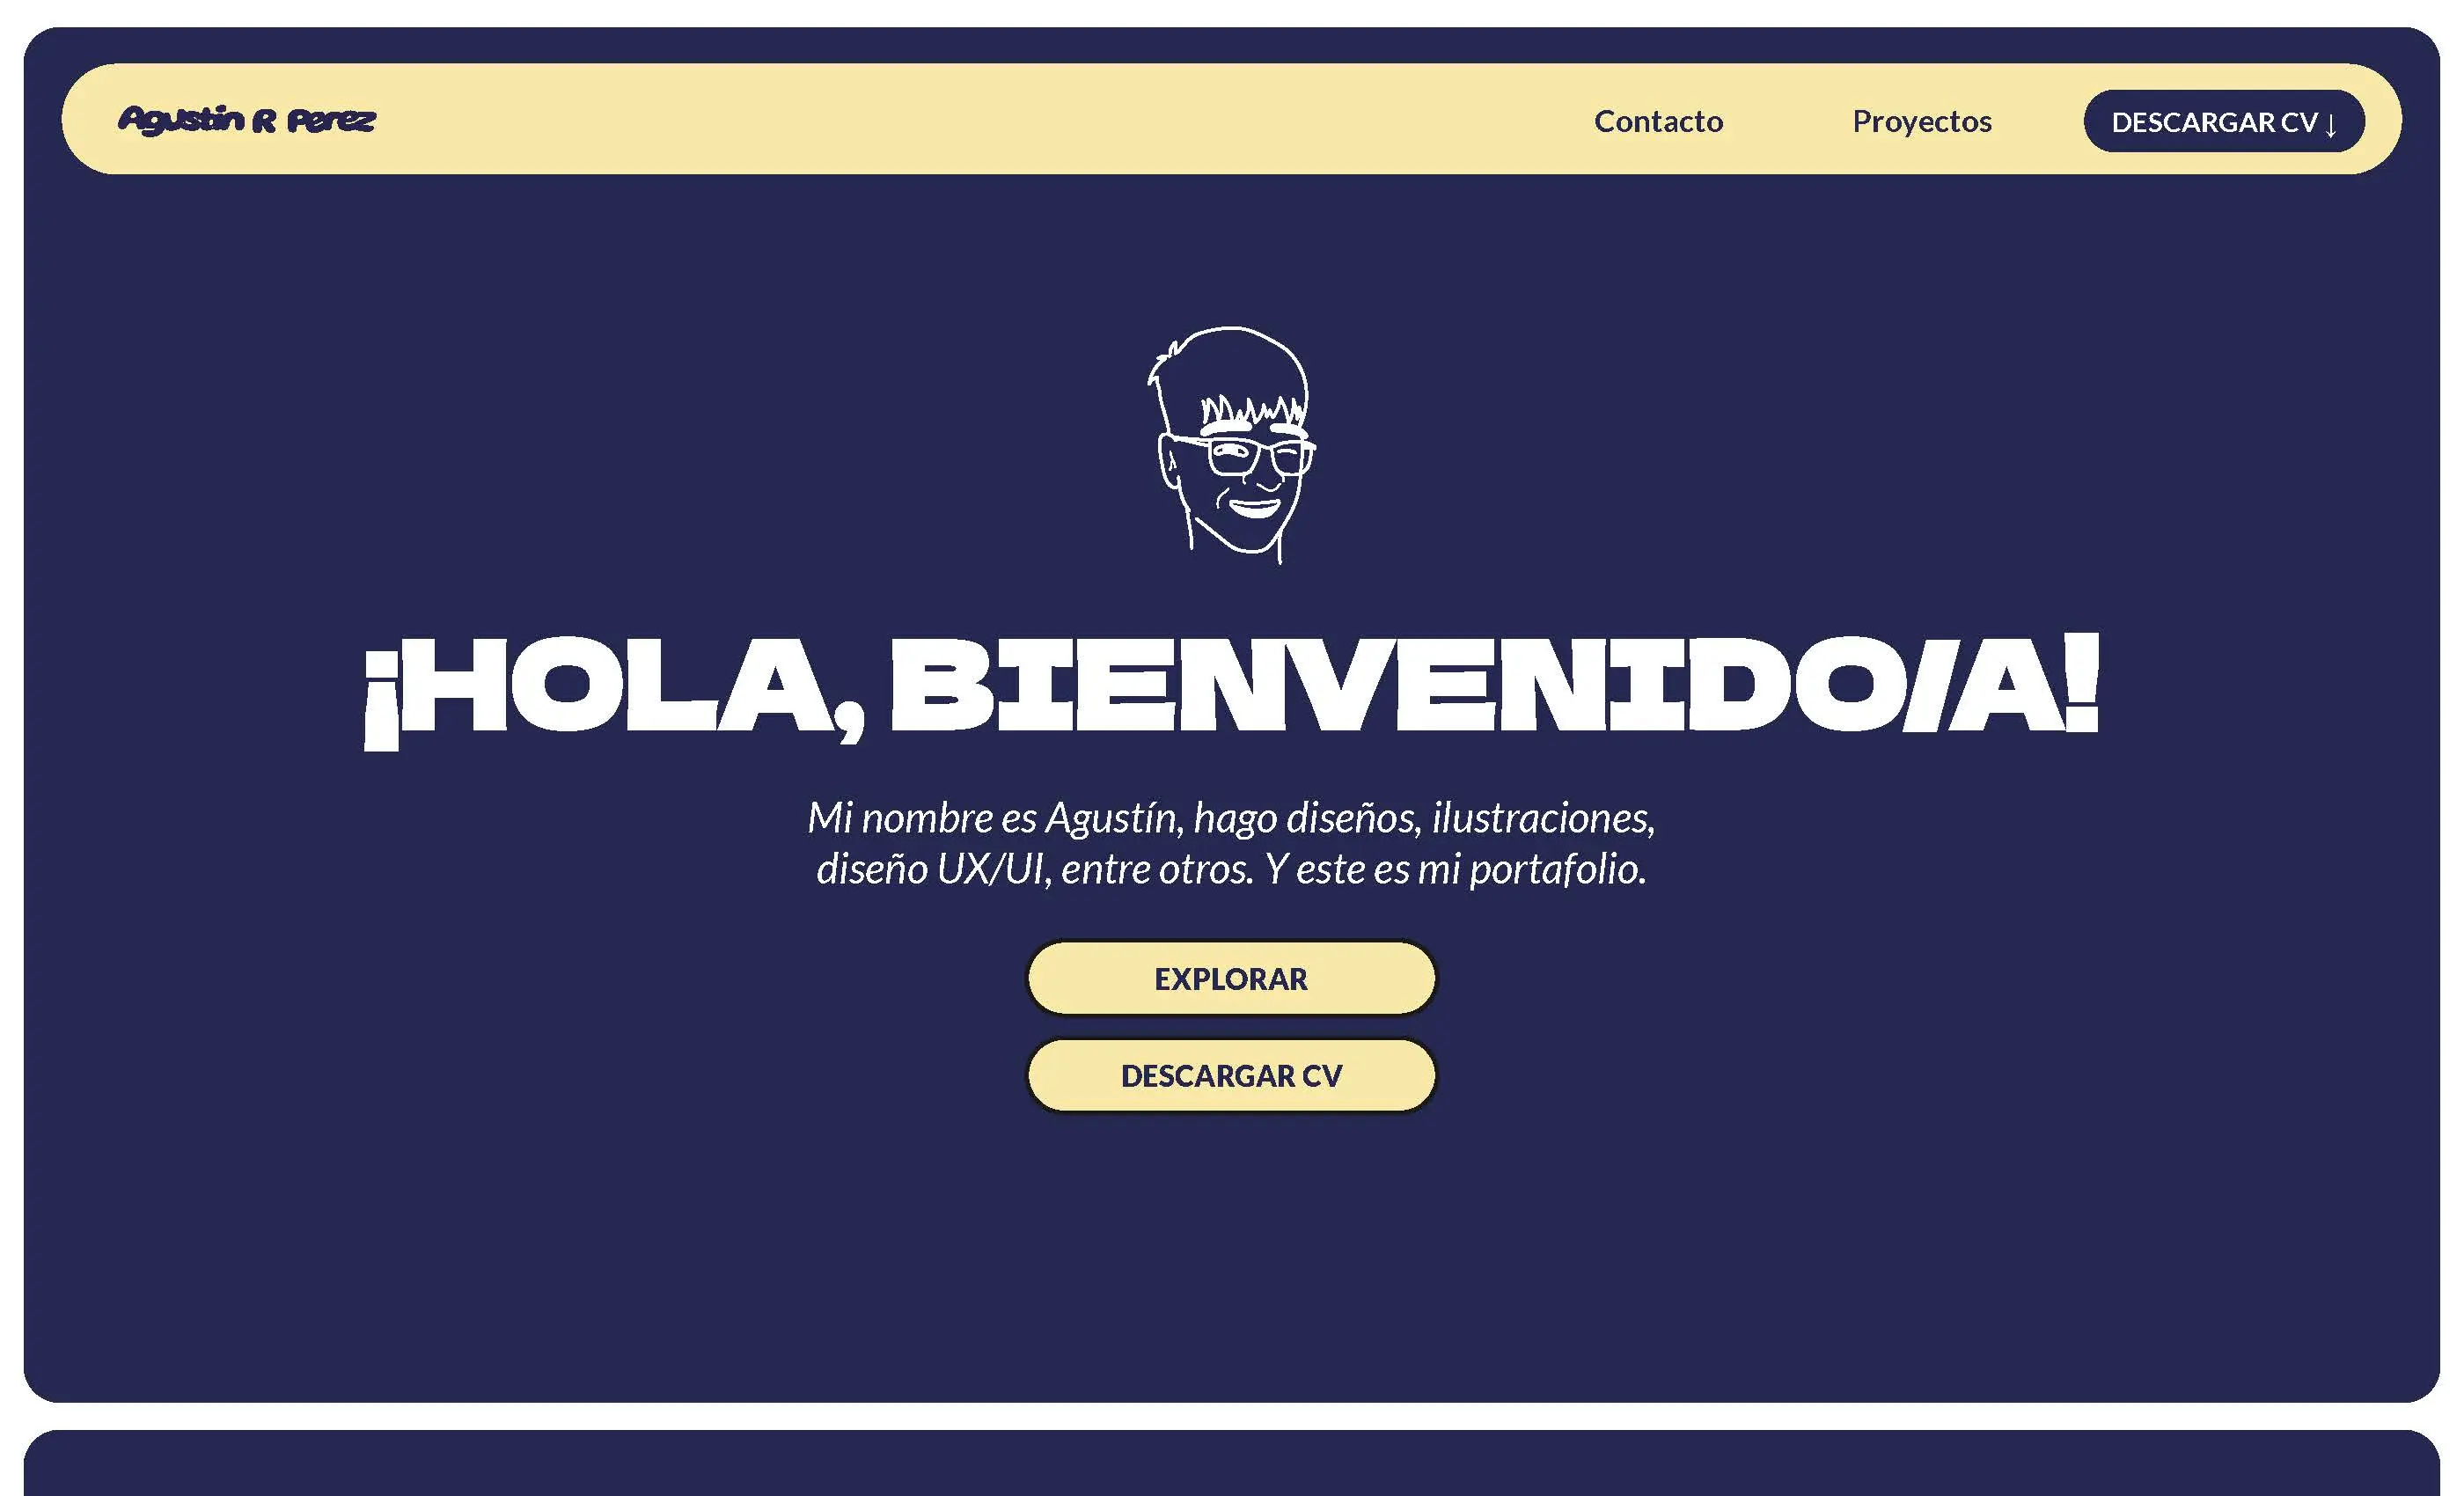 Agustin R Perez
Contacto
Proyectos
DESCARGAR CV ↓
¡HOLA, BIENVENIDO/A!
Mi nombre es Agustín, hago diseños, ilustraciones,
diseño UX/UI, entre otros. Y este es mi portafolio.
EXPLORAR
DESCARGAR CV